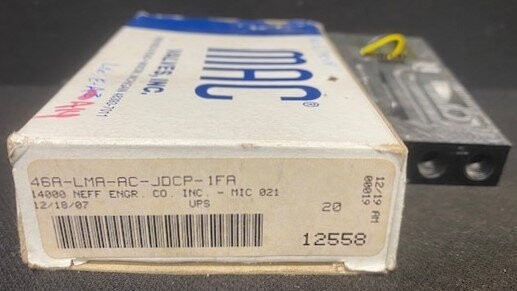 MAC®
VALVES, INC.
46A-LMA-AC-JDCP-1FA
14000 NEFF ENGR. CO. INC. - MIC 021
12/18/07 UPS
20
12/19 AM
00019
12558